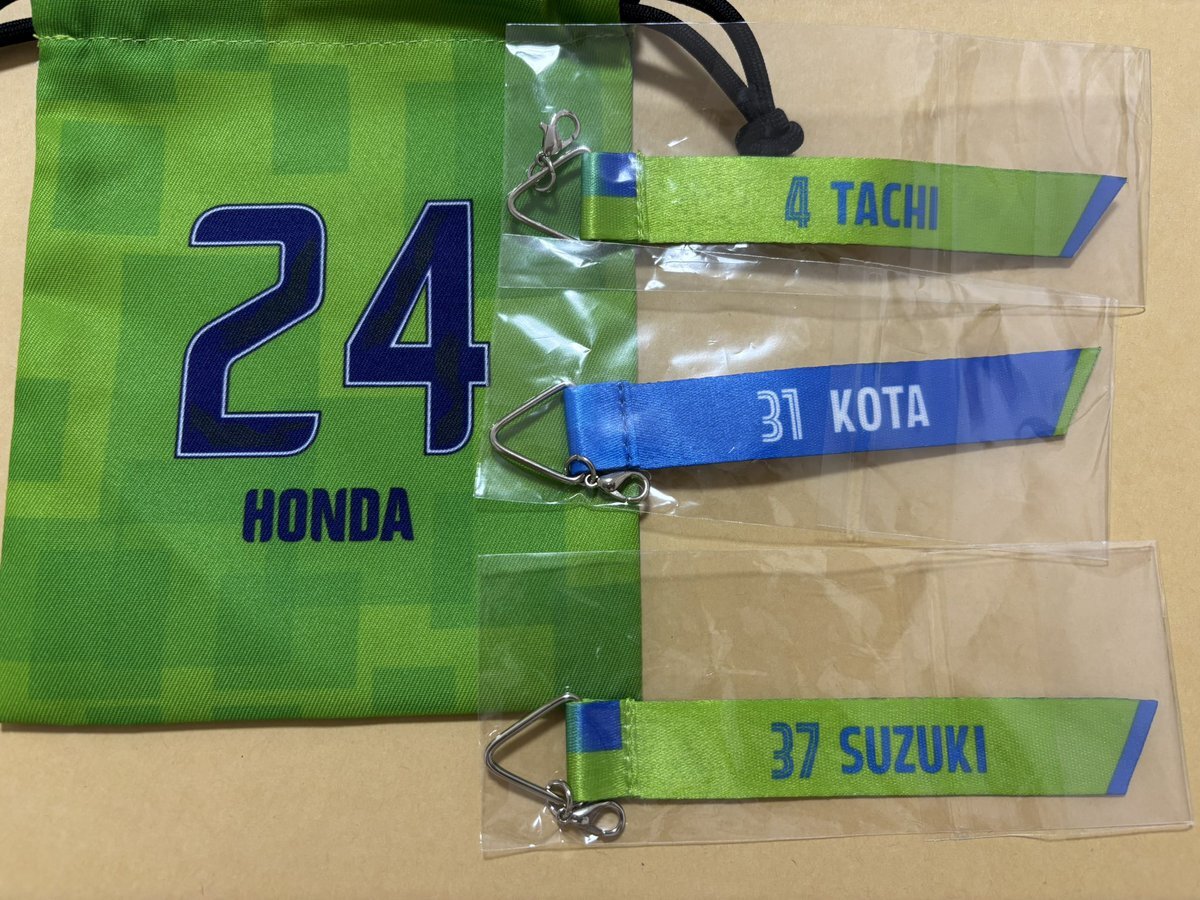 24
HONDA
4 TACHI
31 KOTA
37 SUZUKI